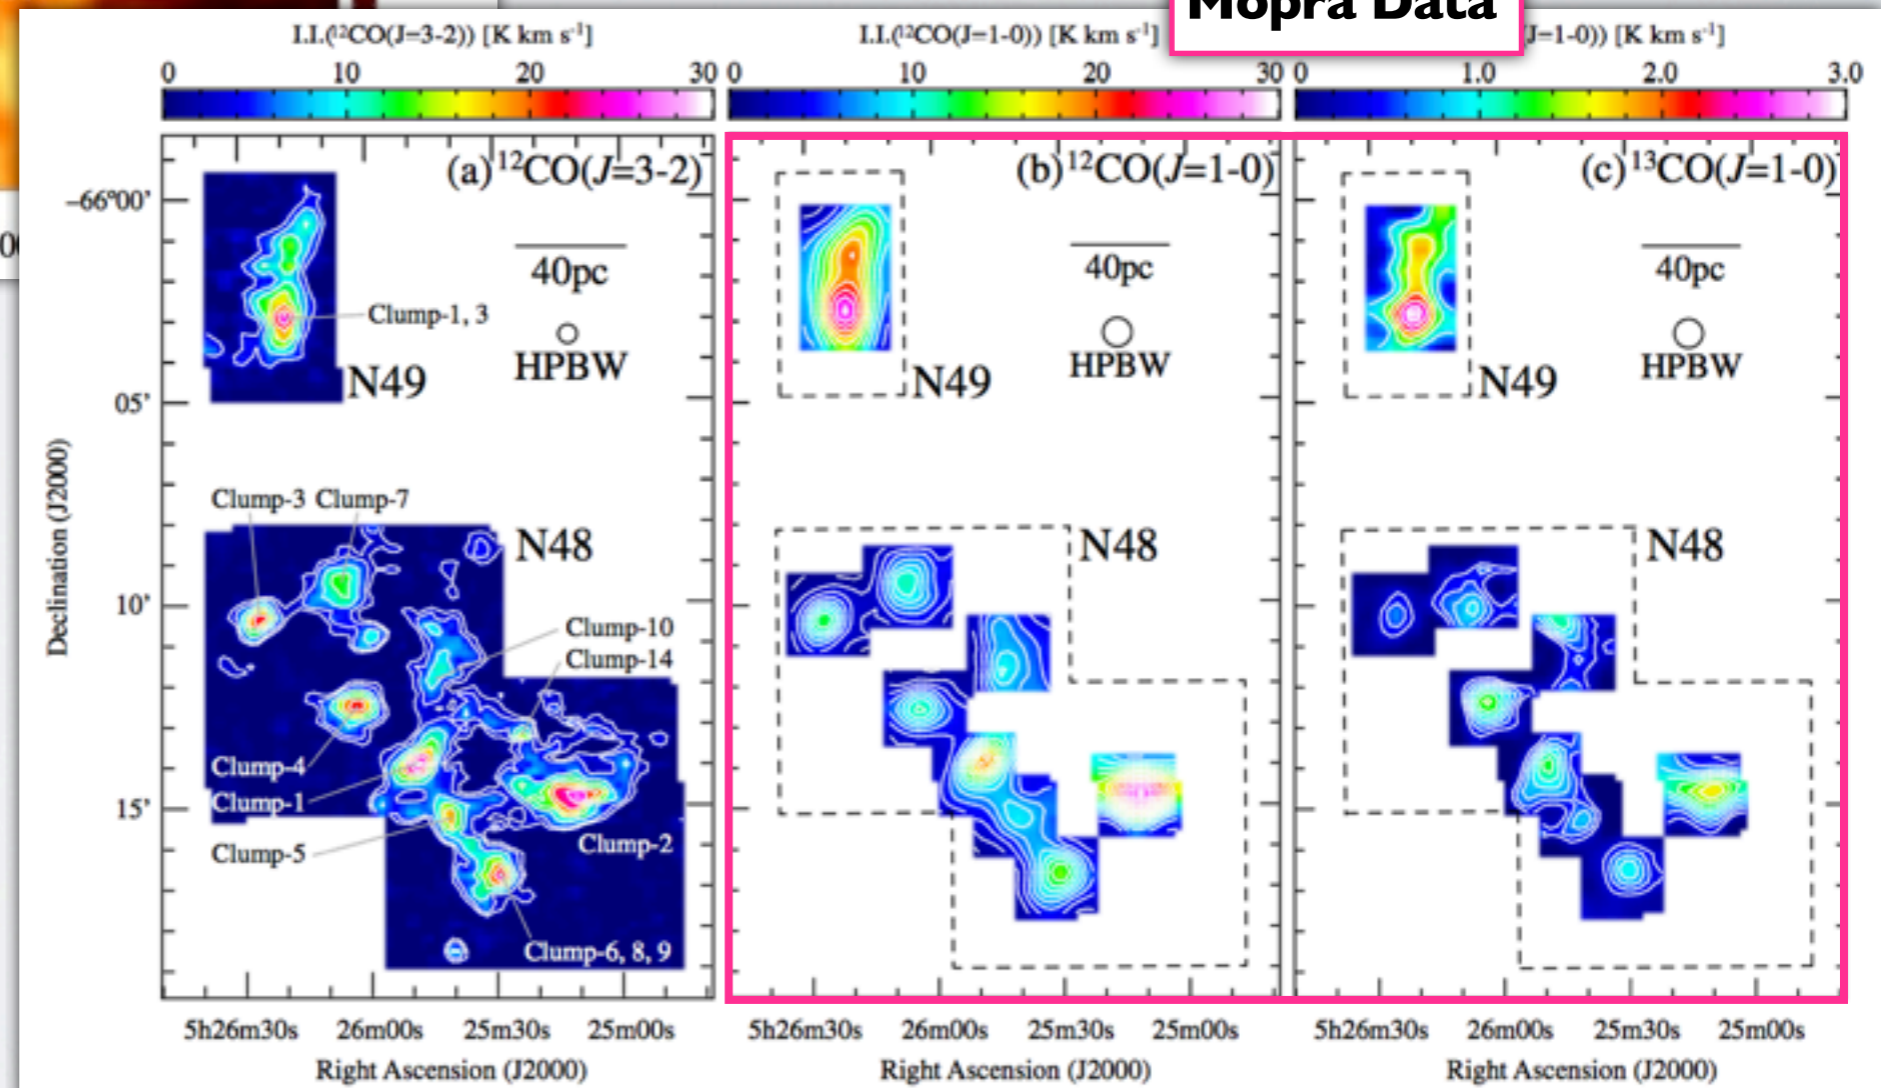 Mopra Data
I.I.(¹²CO(J=3-2)) [K km s⁻¹]
I.I.(¹²CO(J=1-0)) [K km s⁻¹]
J=1-0)) [K km s⁻¹]
0 10 20 30
0 10 20 30
0 1.0 2.0 3.0
(a) ¹²CO(J=3-2)
40pc
Clump-1, 3
HPBW
N49
Clump-3 Clump-7
N48
Clump-10
Clump-14
Clump-4
Clump-1
Clump-5
Clump-2
Clump-6, 8, 9
(b) ¹²CO(J=1-0)
40pc
HPBW
N49
N48
(c) ¹³CO(J=1-0)
40pc
HPBW
N49
N48
−66°00'
05'
10'
15'
Declination (J2000)
5h26m30s 26m00s 25m30s 25m00s
5h26m30s 26m00s 25m30s 25m00s
5h26m30s 26m00s 25m30s 25m00s
Right Ascension (J2000)
Right Ascension (J2000)
Right Ascension (J2000)